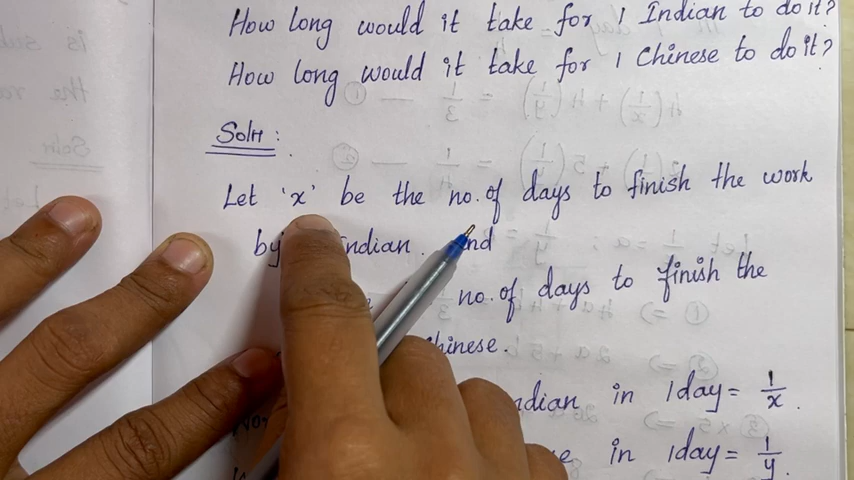 How long would it take for 1 Indian to do it?
How long would it take for 1 Chinese to do it?
Soln :
Let 'x' be the no. of days to finish the work
by Indian. and
no. of days to finish the
Chinese.
Indian in 1 day = 1/x.
in 1 day = 1/y.